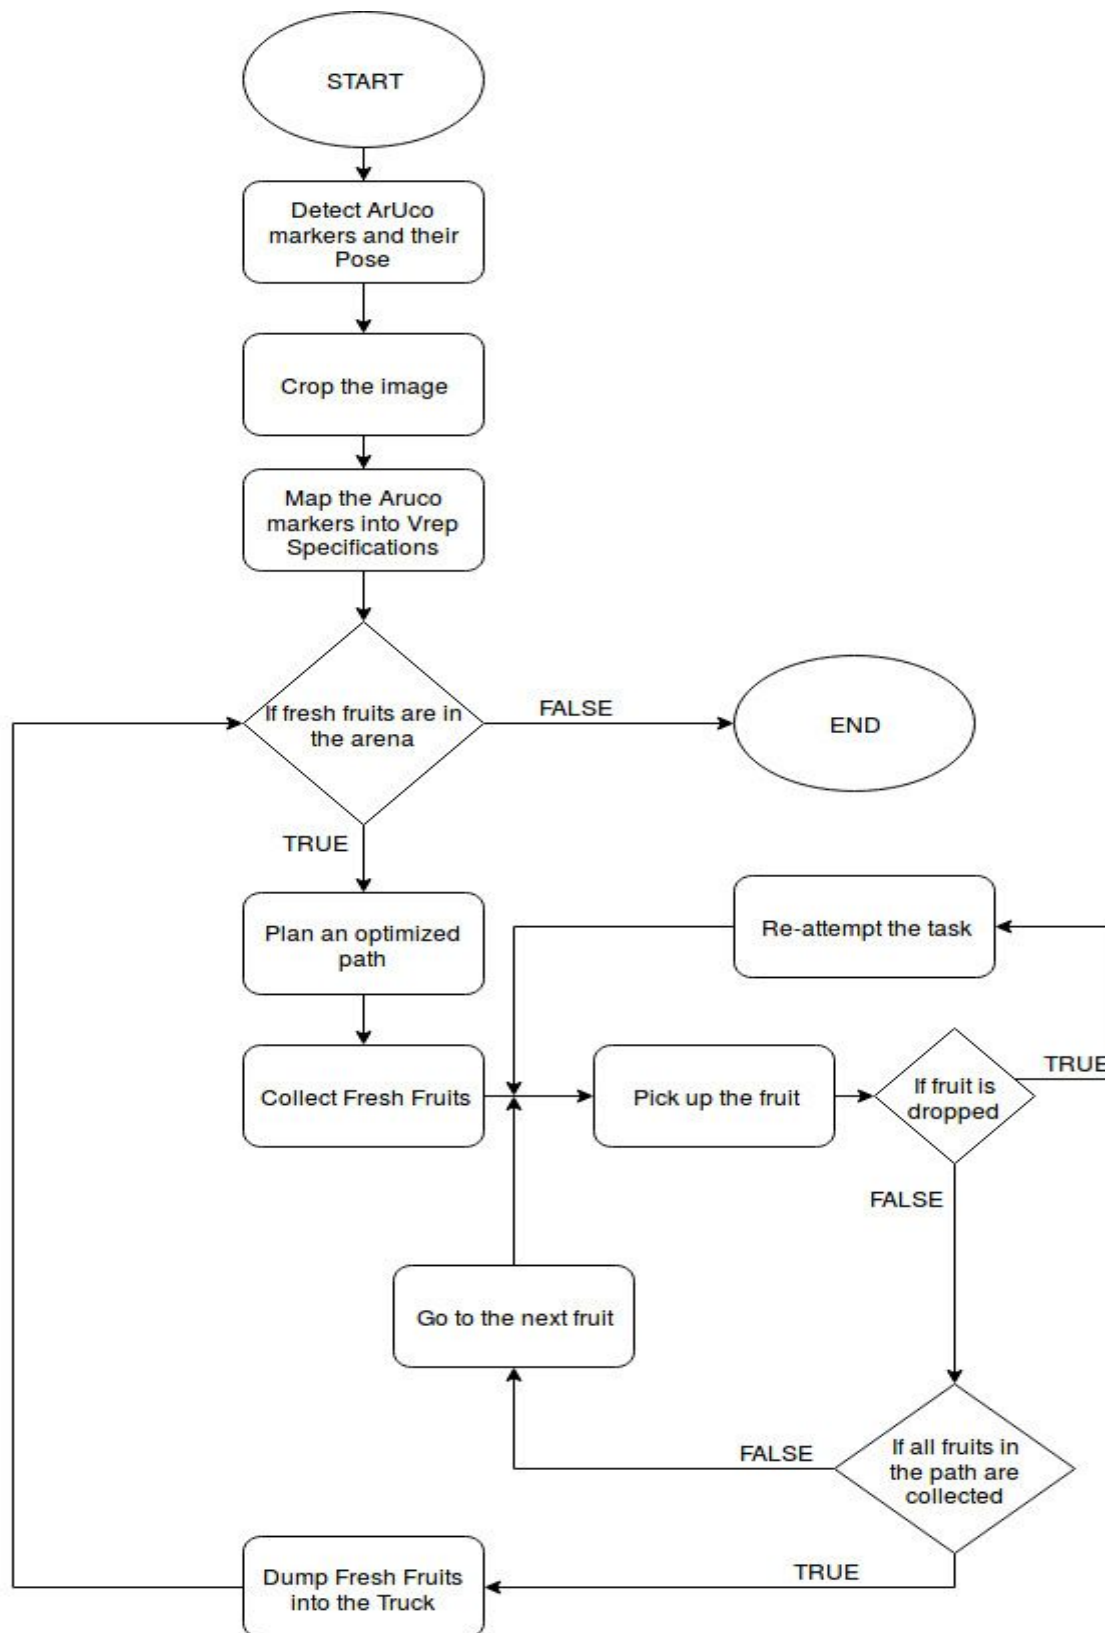 START
Detect ArUco
markers and their
Pose
Crop the image
Map the Aruco
markers into Vrep
Specifications
If fresh fruits are in
the arena
FALSE
END
TRUE
Plan an optimized
path
Re-attempt the task
Collect Fresh Fruits
Pick up the fruit
If fruit is
dropped
TRUE
FALSE
Go to the next fruit
FALSE
If all fruits in
the path are
collected
TRUE
Dump Fresh Fruits
into the Truck